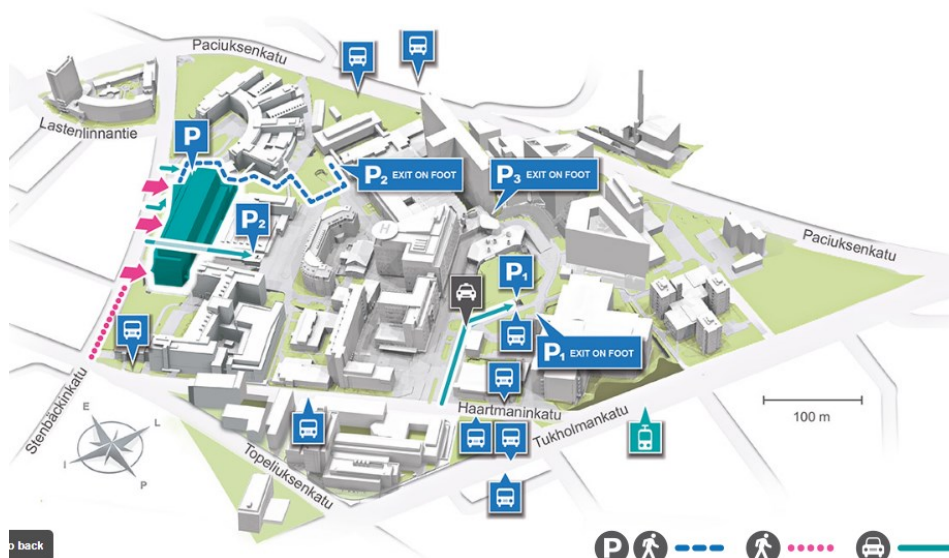 Paciuksenkatu
Lastenlinnantie
P
P2 EXIT ON FOOT
P3 EXIT ON FOOT
P2
H
Paciuksenkatu
P1
P1 EXIT ON FOOT
Stenbäckinkatu
Haartmaninkatu
Tukholmankatu
Topeliuksenkatu
100 m
E
L
I
P
o back
P